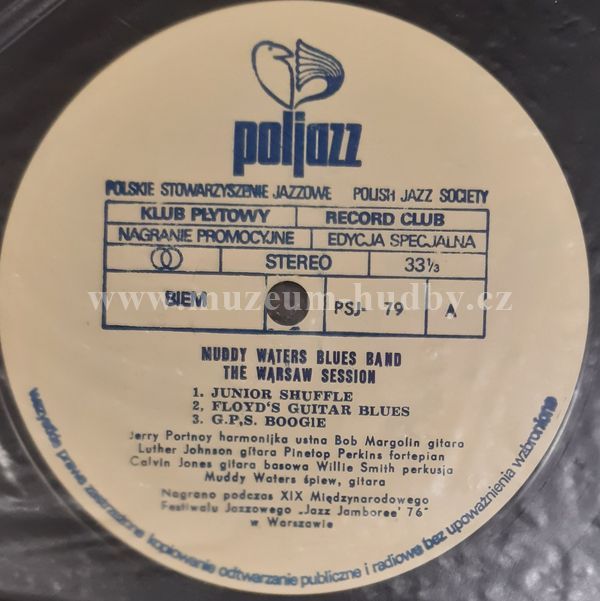 poljazz
POLSKIE STOWARZYSZENIE JAZZOWE POLISH JAZZ SOCIETY
KLUB PŁYTOWY RECORD CLUB
NAGRANIE PROMOCYJNE EDYCJA SPECJALNA
STEREO 33 1/3
www.muzeum-hudby.cz
BIEM PSJ- 79 A
MUDDY WATERS BLUES BAND
THE WARSAW SESSION
1. JUNIOR SHUFFLE
2. FLOYD'S GUITAR BLUES
3. G.P,S. BOOGIE
Jerry Portnoy harmonijka ustna Bob Margolin gitara
Luther Johnson gitara Pinetop Perkins fortepian
Calvin Jones gitara basowa Willie Smith perkusja
Muddy Waters śpiew, gitara
Nagrano podczas XIX Międzynarodowego
Festiwalu Jazzowego „Jazz Jamboree' 76"
w Warszawie
wszystkie prawa zastrzeżone kopiowanie odtwarzanie publiczne i radiowe bez upoważnienia wzbronione